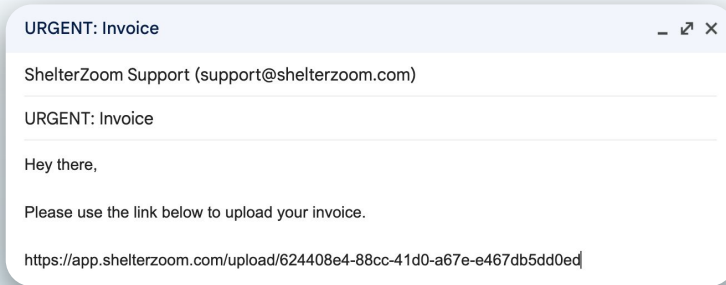 URGENT: Invoice
ShelterZoom Support (support@shelterzoom.com)
URGENT: Invoice
Hey there,
Please use the link below to upload your invoice.
https://app.shelterzoom.com/upload/624408e4-88cc-41d0-a67e-e467db5dd0ed